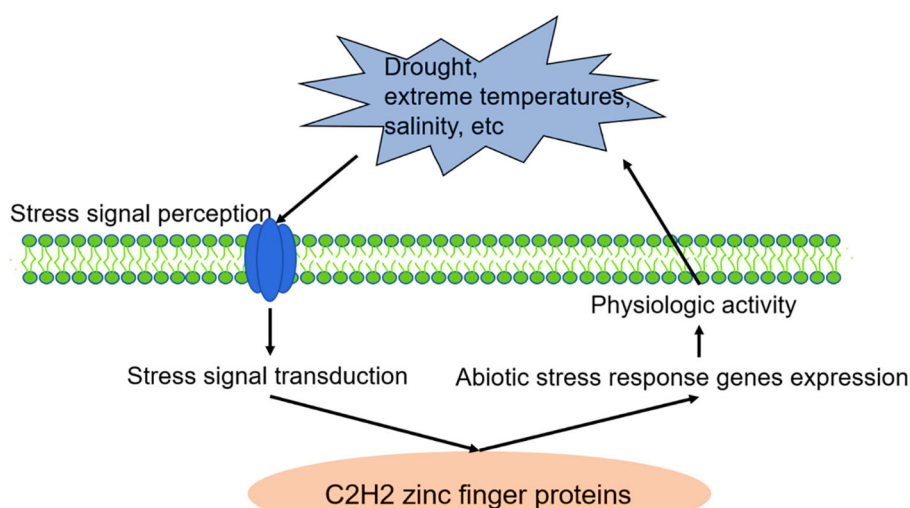 Drought,
extreme temperatures,
salinity, etc
Stress signal perception
Physiologic activity
Stress signal transduction
Abiotic stress response genes expression
C2H2 zinc finger proteins